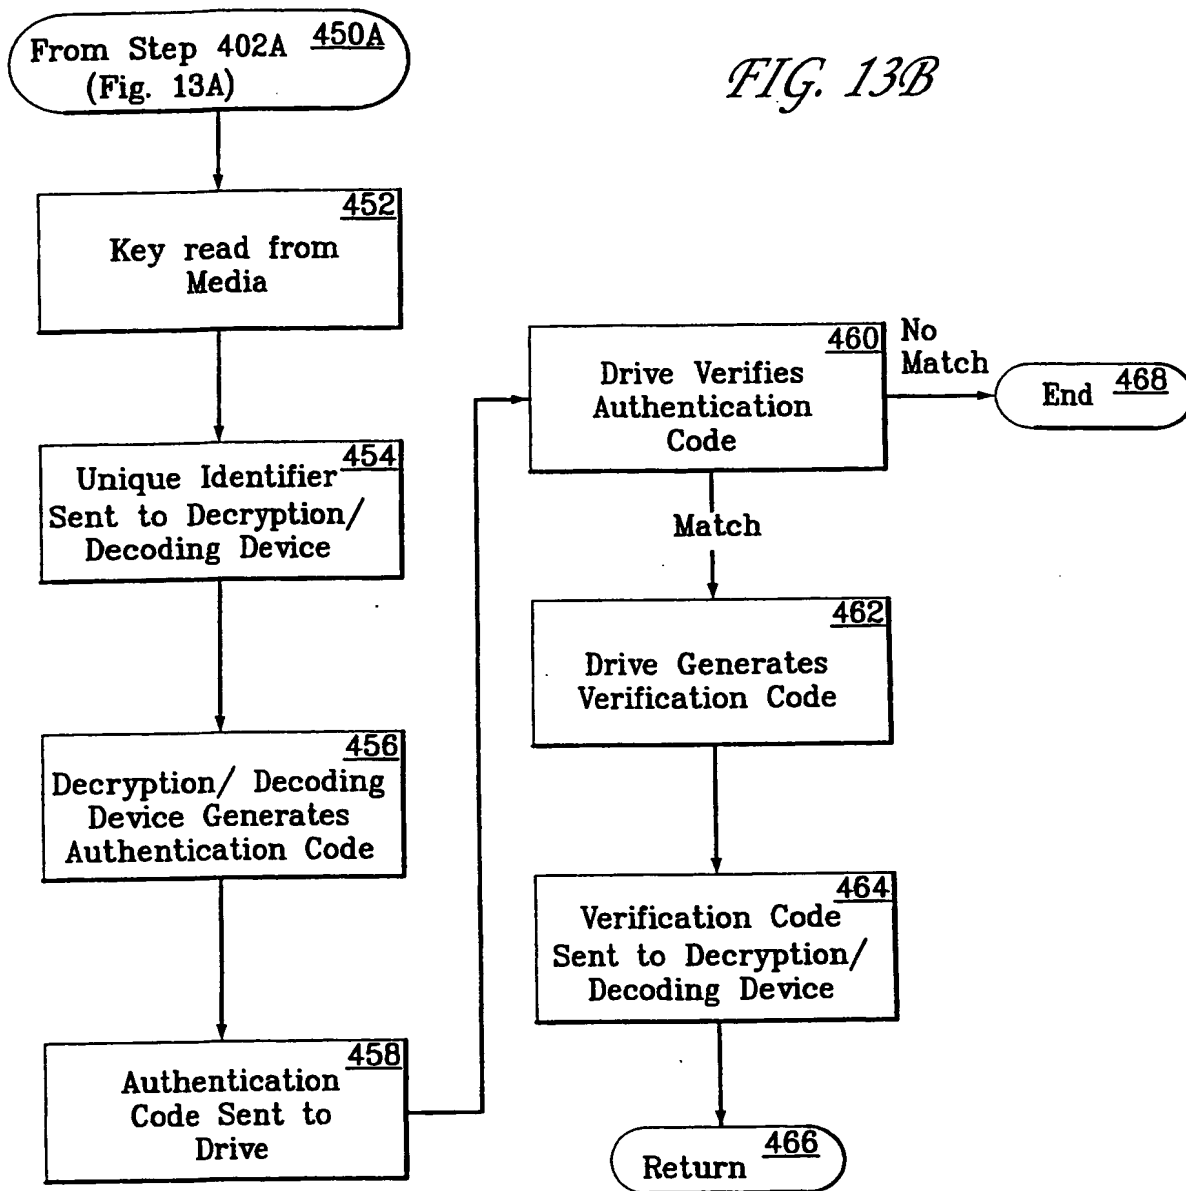 From Step 402A 450A
(Fig. 13A)
FIG. 13B
452
Key read from
Media
454
Unique Identifier
Sent to Decryption/
Decoding Device
456
Decryption/ Decoding
Device Generates
Authentication Code
458
Authentication
Code Sent to
Drive
460
Drive Verifies
Authentication
Code
No
Match
End 468
Match
462
Drive Generates
Verification Code
464
Verification Code
Sent to Decryption/
Decoding Device
Return 466